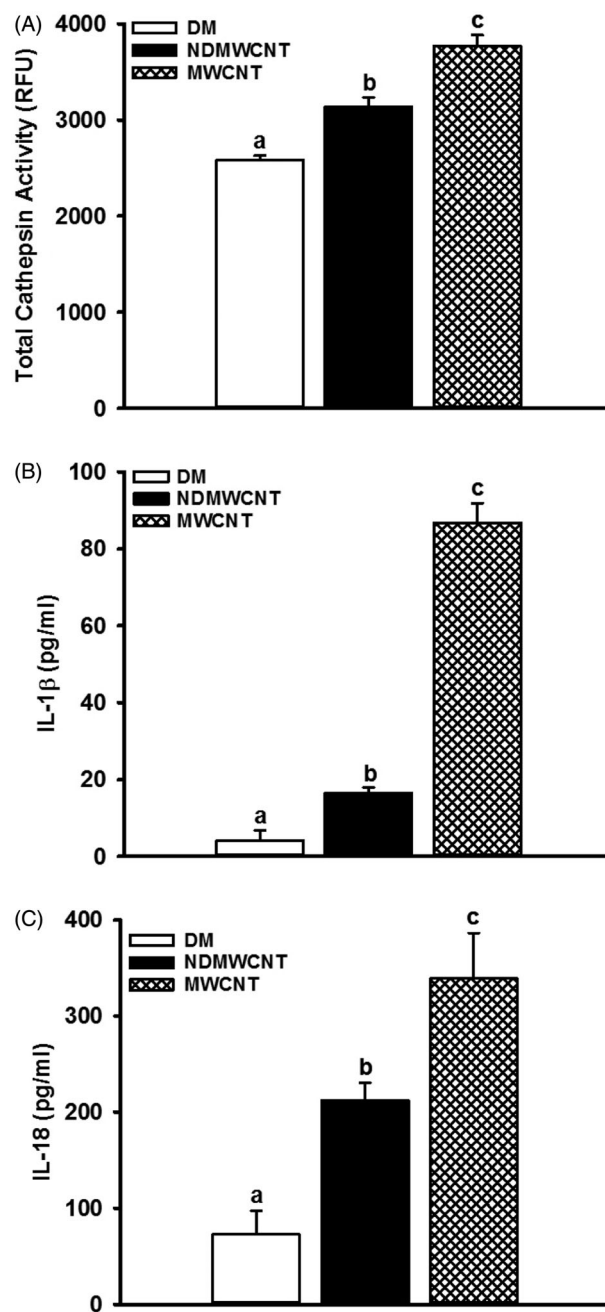 (A)
Total Cathepsin Activity (RFU)
4000
3000
2000
1000
0
DM
NDMWCNT
MWCNT
a
b
c
(B)
IL-1β (pg/ml)
100
80
60
40
20
0
DM
NDMWCNT
MWCNT
a
b
c
(C)
IL-18 (pg/ml)
400
300
200
100
0
DM
NDMWCNT
MWCNT
a
b
c